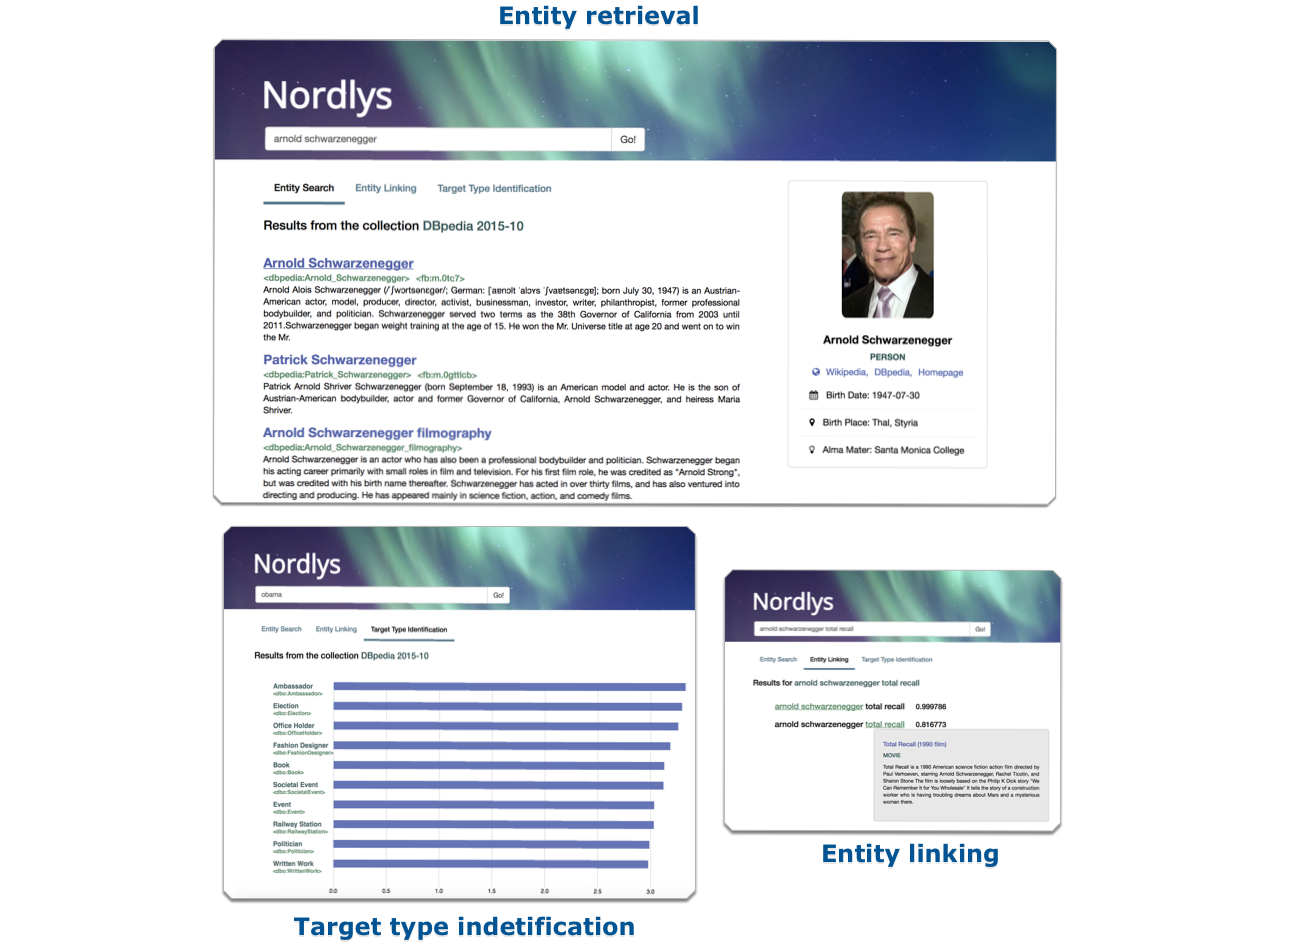 Entity retrieval
Nordlys
arnold schwarzenegger
Go!
Entity Search Entity Linking Target Type Identification
Results from the collection DBpedia 2015-10
Arnold Schwarzenegger
<dbpedia:Arnold_Schwarzenegger> <fb:m.0tc7>
Arnold Alois Schwarzenegger (/ˈʃwɔrtsənɛɡər/; German: [ˈaɐnɔlt ˈalɔʏs ˈʃvaɐtsənɛɡɐ]; born July 30, 1947) is an Austrian-
American actor, model, producer, director, activist, businessman, investor, writer, philanthropist, former professional
bodybuilder, and politician. Schwarzenegger served two terms as the 38th Governor of California from 2003 until
2011.Schwarzenegger began weight training at the age of 15. He won the Mr. Universe title at age 20 and went on to win
the Mr.
Patrick Schwarzenegger
<dbpedia:Patrick_Schwarzenegger> <fb:m.0gttlcb>
Patrick Arnold Shriver Schwarzenegger (born September 18, 1993) is an American model and actor. He is the son of
Austrian-American bodybuilder, actor and former Governor of California, Arnold Schwarzenegger, and heiress Maria
Shriver.
Arnold Schwarzenegger filmography
<dbpedia:Arnold_Schwarzenegger_filmography>
Arnold Schwarzenegger is an actor who has also been a professional bodybuilder and politician. Schwarzenegger began
his acting career primarily with small roles in film and television. For his first film role, he was credited as "Arnold Strong",
but was credited with his birth name thereafter. Schwarzenegger has acted in over thirty films, and has also ventured into
directing and producing. He has appeared mainly in science fiction, action, and comedy films.
Arnold Schwarzenegger
PERSON
Wikipedia, DBpedia, Homepage
Birth Date: 1947-07-30
Birth Place: Thal, Styria
Alma Mater: Santa Monica College
Nordlys
obama
Go!
Entity Search Entity Linking Target Type Identification
Results from the collection DBpedia 2015-10
Ambassador
<dbo:Ambassador>
Election
<dbo:Election>
Office Holder
<dbo:OfficeHolder>
Fashion Designer
<dbo:FashionDesigner>
Book
<dbo:Book>
Societal Event
<dbo:SocietalEvent>
Event
<dbo:Event>
Railway Station
<dbo:RailwayStation>
Politician
<dbo:Politician>
Written Work
<dbo:WrittenWork>
0.0 0.5 1.0 1.5 2.0 2.5 3.0
Target type indetification
Nordlys
arnold schwarzenegger total recall
Go!
Entity Search Entity Linking Target Type Identification
Results for arnold schwarzenegger total recall
arnold schwarzenegger total recall 0.999786
arnold schwarzenegger total recall 0.816773
Total Recall (1990 film)
MOVIE
Total Recall is a 1990 American science fiction action film directed by
Paul Verhoeven, starring Arnold Schwarzenegger, Rachel Ticotin, and
Sharon Stone The film is loosely based on the Philip K Dick story "We
Can Remember It for You Wholesale" It tells the story of a construction
worker who is having troubling dreams about Mars and a mysterious
woman there.
Entity linking